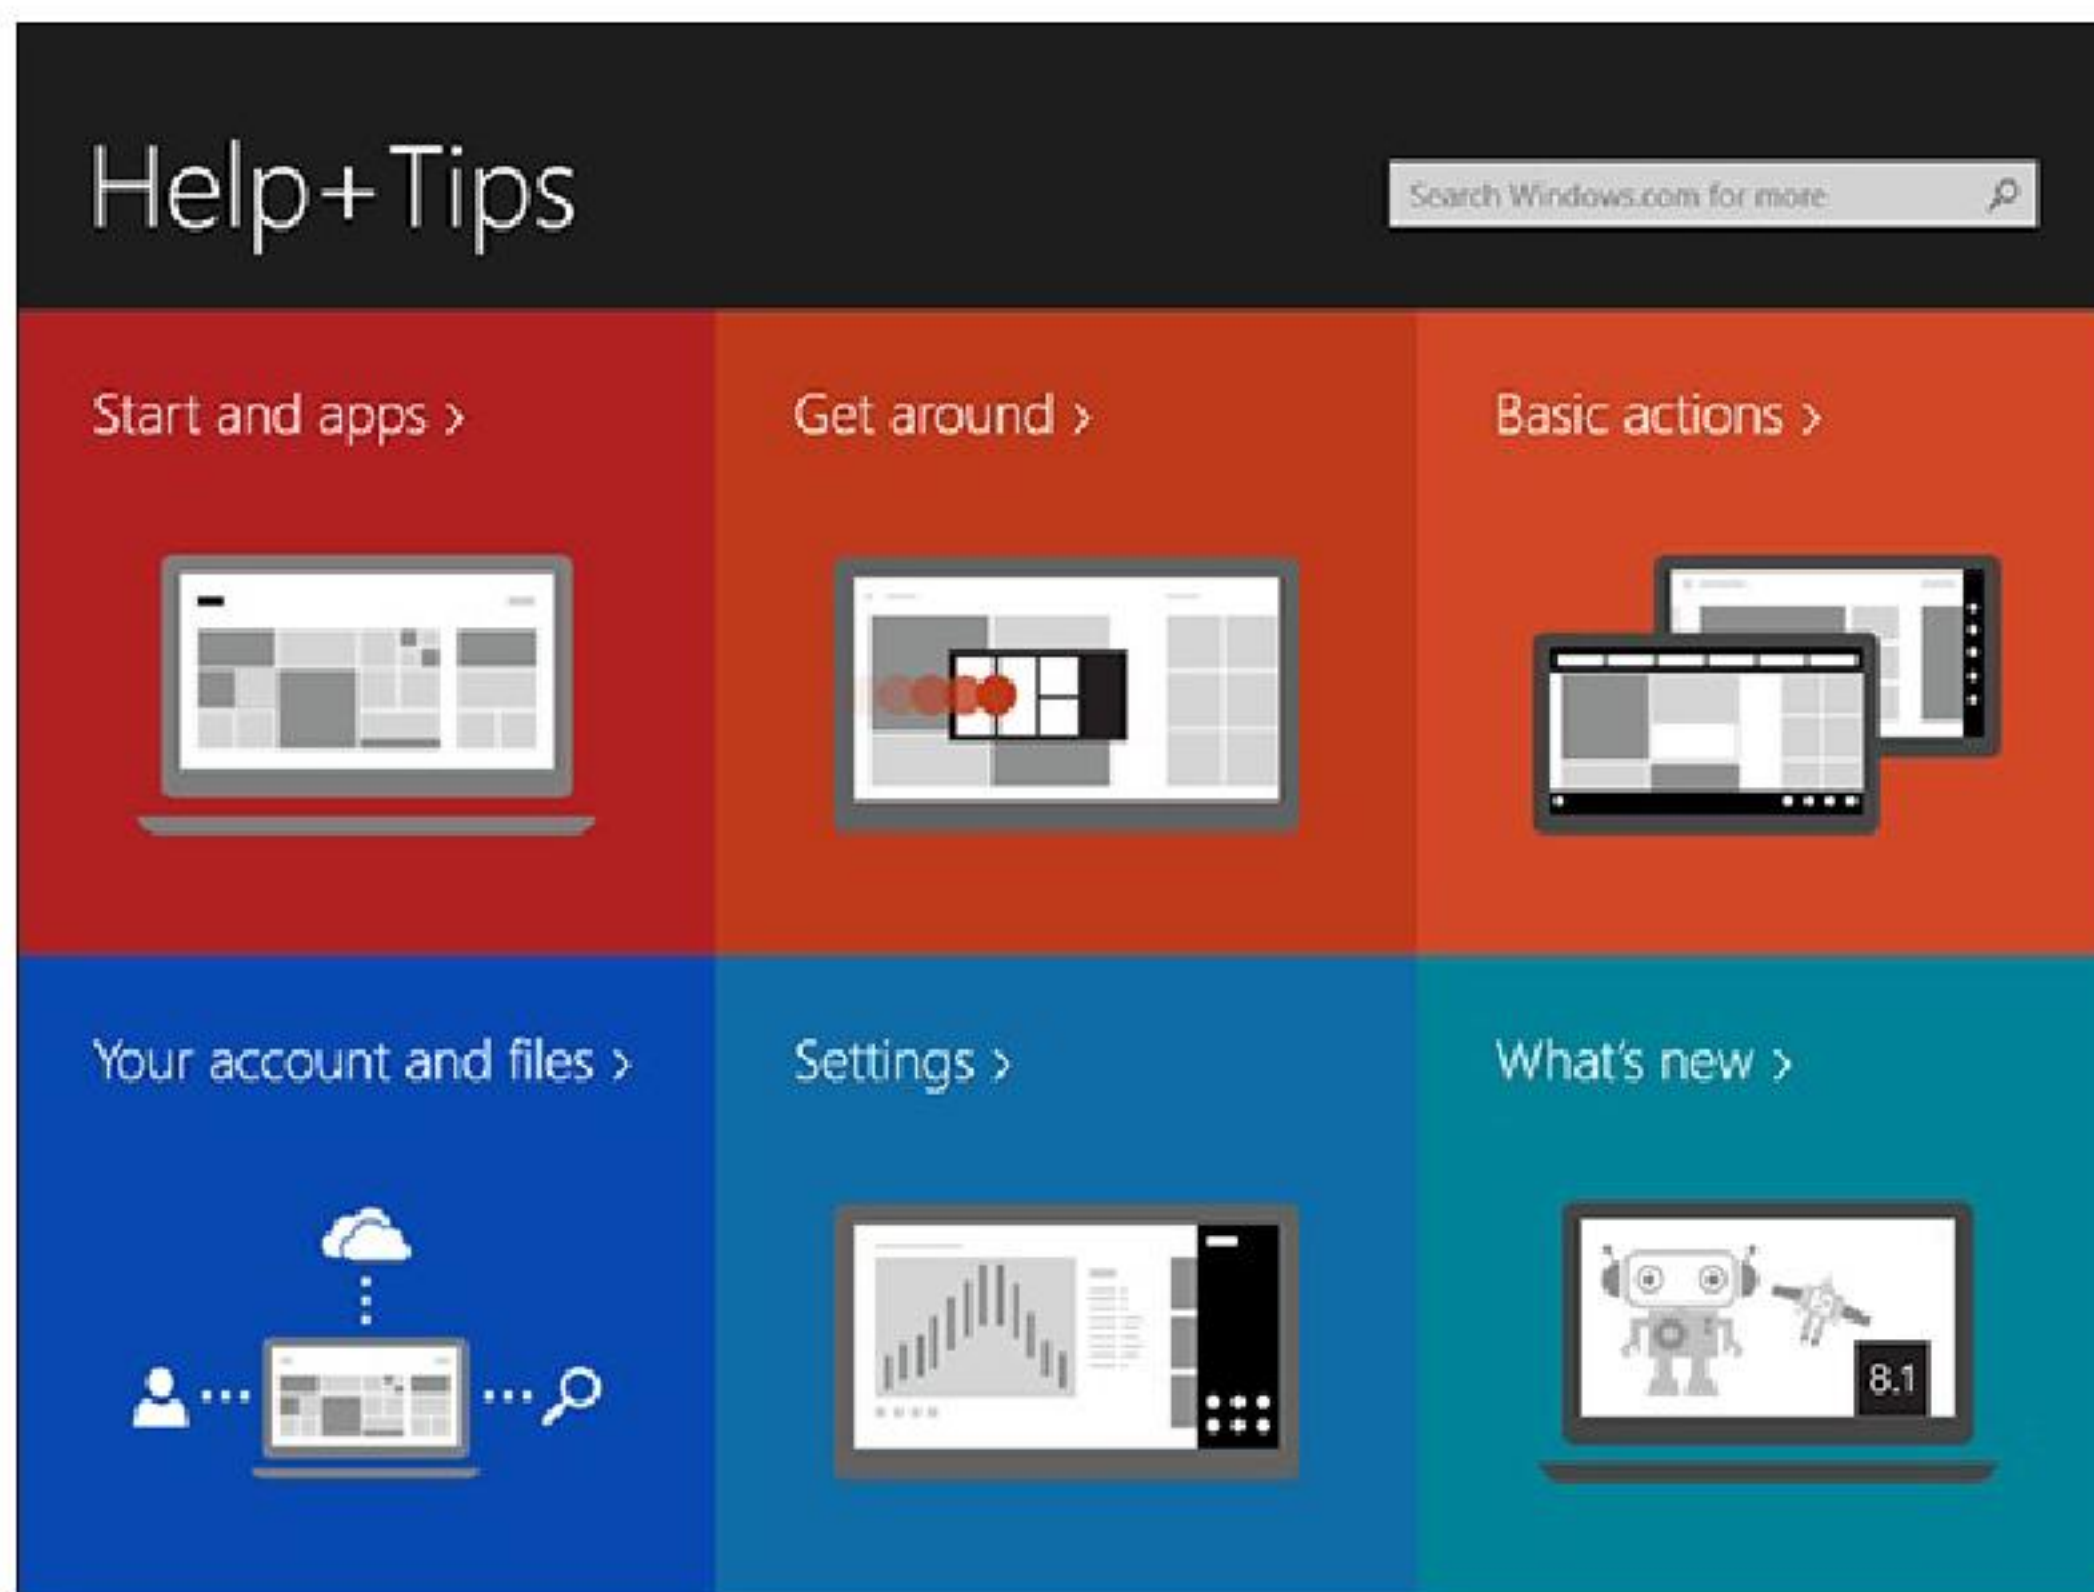 Help+Tips
Search Windows.com for more
Start and apps >
Get around >
Basic actions >
Your account and files >
Settings >
What's new >
8.1